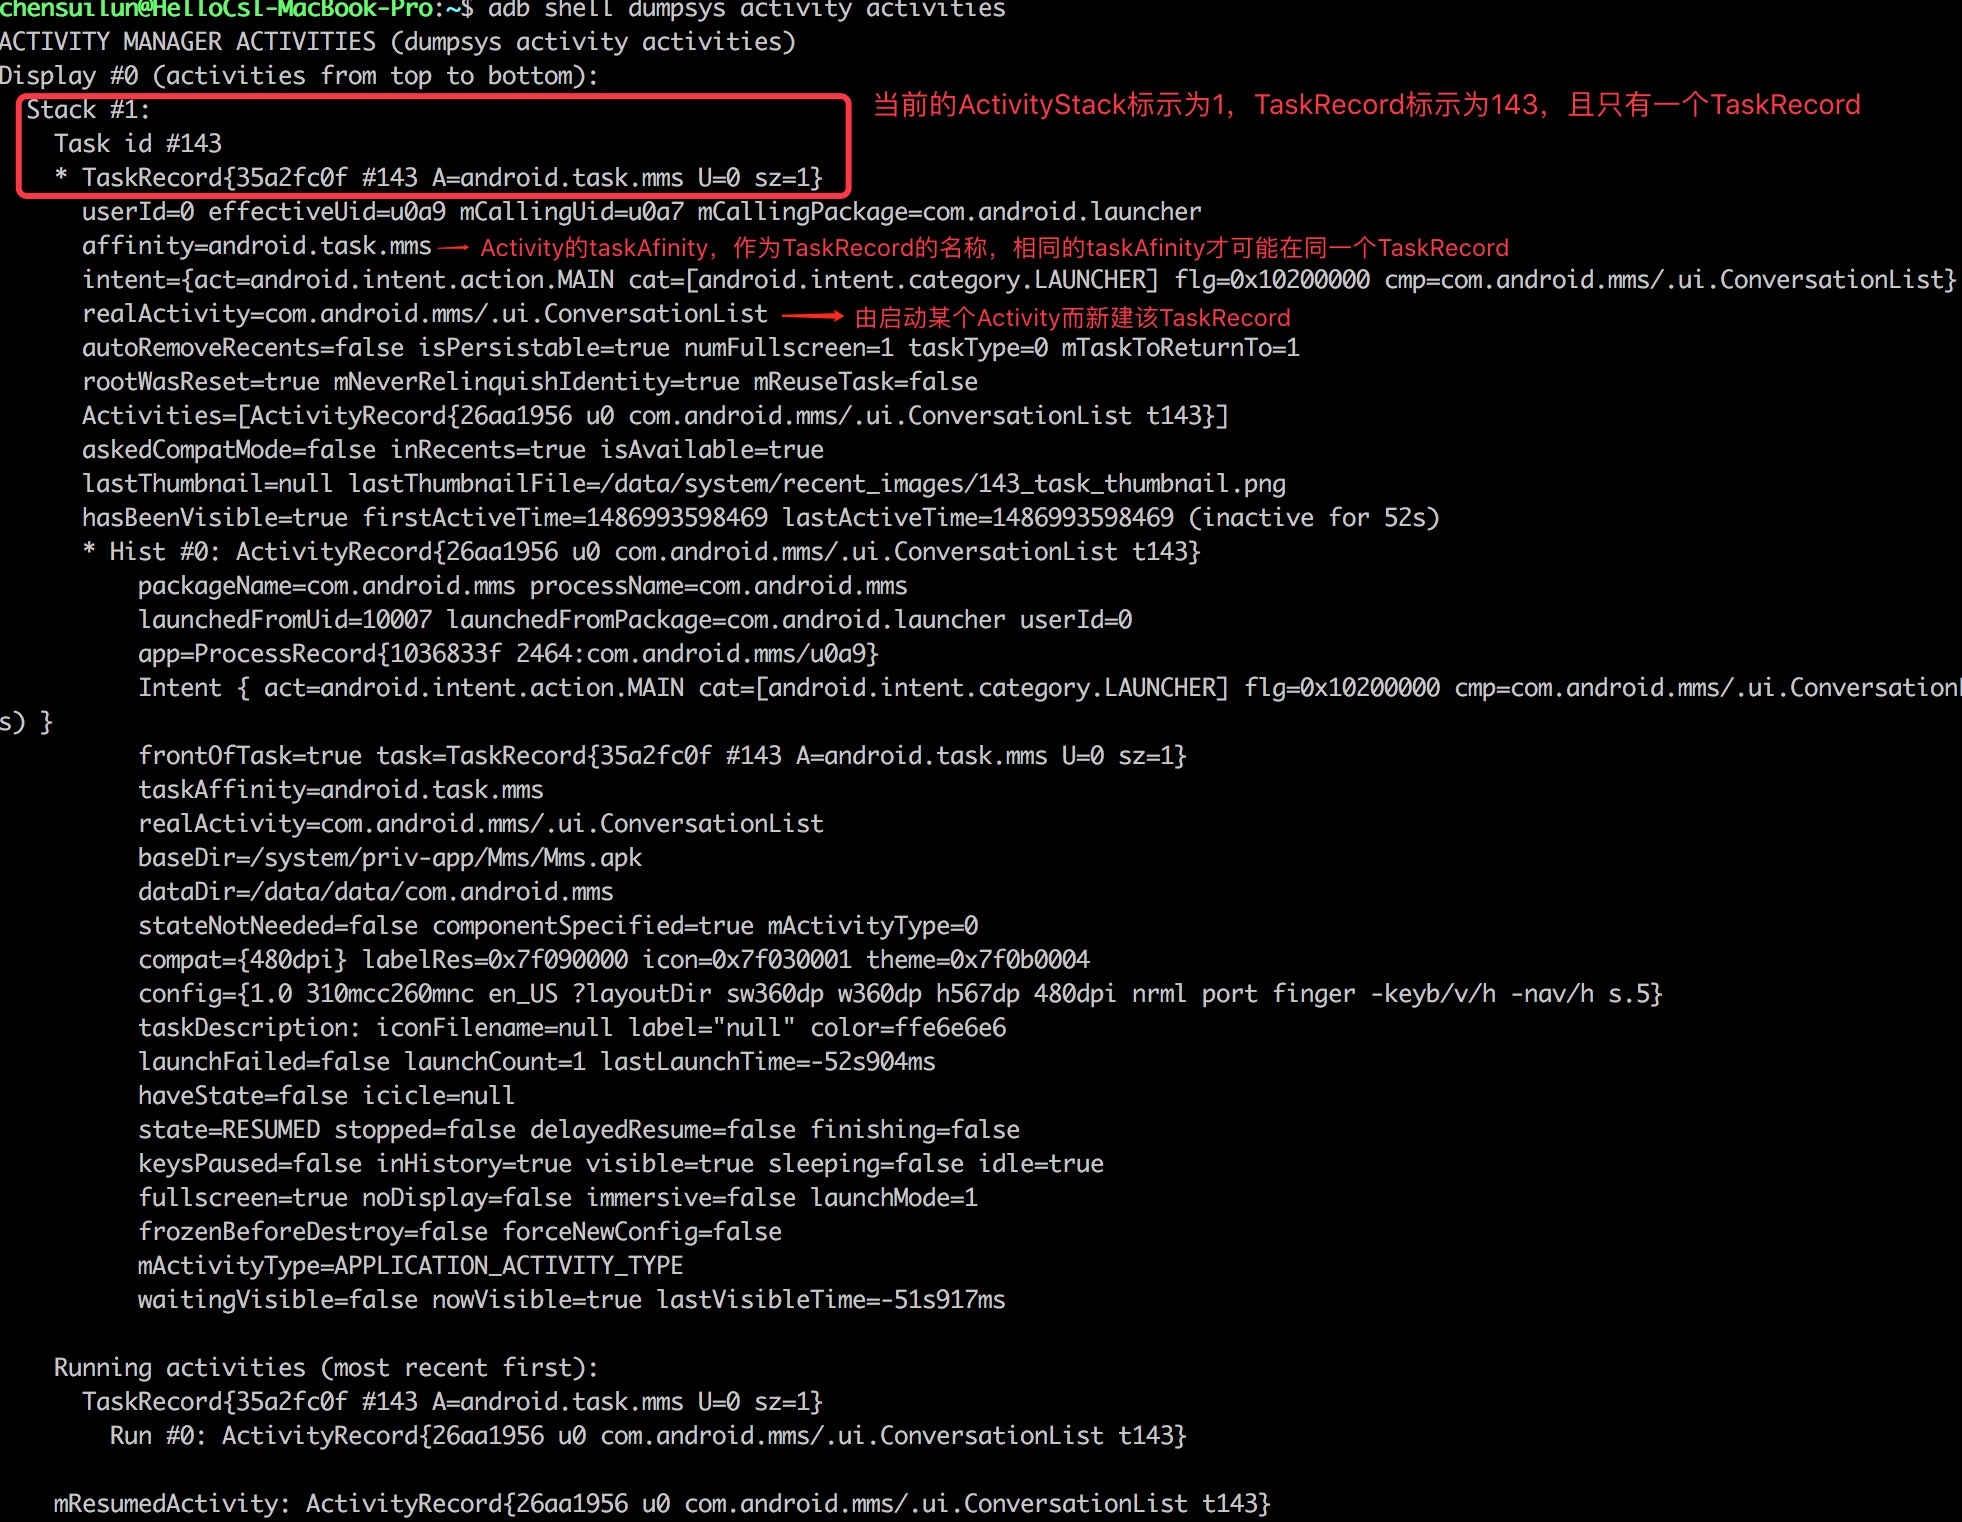 chensuilun@HelloCsl-MacBook-Pro:~$ adb shell dumpsys activity activities
ACTIVITY MANAGER ACTIVITIES (dumpsys activity activities)
Display #0 (activities from top to bottom):
Stack #1:
当前的ActivityStack标示为1，TaskRecord标示为143，且只有一个TaskRecord
Task id #143
* TaskRecord{35a2fc0f #143 A=android.task.mms U=0 sz=1}
userId=0 effectiveUid=u0a9 mCallingUid=u0a7 mCallingPackage=com.android.launcher
affinity=android.task.mms
Activity的taskAfinity，作为TaskRecord的名称，相同的taskAfinity才可能在同一个TaskRecord
intent={act=android.intent.action.MAIN cat=[android.intent.category.LAUNCHER] flg=0x10200000 cmp=com.android.mms/.ui.ConversationList}
realActivity=com.android.mms/.ui.ConversationList
由启动某个Activity而新建该TaskRecord
autoRemoveRecents=false isPersistable=true numFullscreen=1 taskType=0 mTaskToReturnTo=1
rootWasReset=true mNeverRelinquishIdentity=true mReuseTask=false
Activities=[ActivityRecord{26aa1956 u0 com.android.mms/.ui.ConversationList t143}]
askedCompatMode=false inRecents=true isAvailable=true
lastThumbnail=null lastThumbnailFile=/data/system/recent_images/143_task_thumbnail.png
hasBeenVisible=true firstActiveTime=1486993598469 lastActiveTime=1486993598469 (inactive for 52s)
* Hist #0: ActivityRecord{26aa1956 u0 com.android.mms/.ui.ConversationList t143}
packageName=com.android.mms processName=com.android.mms
launchedFromUid=10007 launchedFromPackage=com.android.launcher userId=0
app=ProcessRecord{1036833f 2464:com.android.mms/u0a9}
Intent { act=android.intent.action.MAIN cat=[android.intent.category.LAUNCHER] flg=0x10200000 cmp=com.android.mms/.ui.Conversation
s) }
frontOfTask=true task=TaskRecord{35a2fc0f #143 A=android.task.mms U=0 sz=1}
taskAffinity=android.task.mms
realActivity=com.android.mms/.ui.ConversationList
baseDir=/system/priv-app/Mms/Mms.apk
dataDir=/data/data/com.android.mms
stateNotNeeded=false componentSpecified=true mActivityType=0
compat={480dpi} labelRes=0x7f090000 icon=0x7f030001 theme=0x7f0b0004
config={1.0 310mcc260mnc en_US ?layoutDir sw360dp w360dp h567dp 480dpi nrml port finger -keyb/v/h -nav/h s.5}
taskDescription: iconFilename=null label="null" color=ffe6e6e6
launchFailed=false launchCount=1 lastLaunchTime=-52s904ms
haveState=false icicle=null
state=RESUMED stopped=false delayedResume=false finishing=false
keysPaused=false inHistory=true visible=true sleeping=false idle=true
fullscreen=true noDisplay=false immersive=false launchMode=1
frozenBeforeDestroy=false forceNewConfig=false
mActivityType=APPLICATION_ACTIVITY_TYPE
waitingVisible=false nowVisible=true lastVisibleTime=-51s917ms
Running activities (most recent first):
TaskRecord{35a2fc0f #143 A=android.task.mms U=0 sz=1}
Run #0: ActivityRecord{26aa1956 u0 com.android.mms/.ui.ConversationList t143}
mResumedActivity: ActivityRecord{26aa1956 u0 com.android.mms/.ui.ConversationList t143}